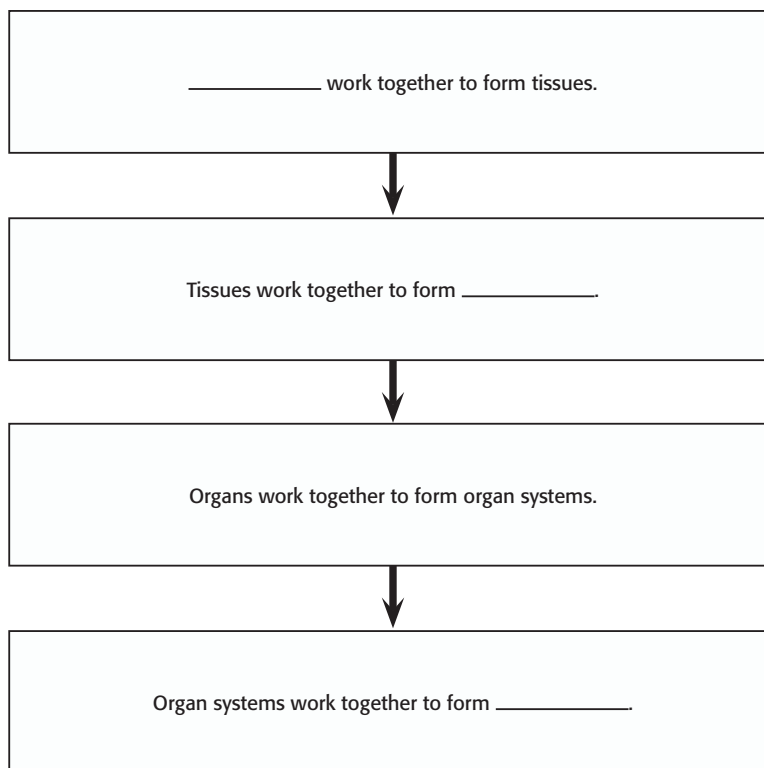 __________ work together to form tissues.
Tissues work together to form __________.
Organs work together to form organ systems.
Organ systems work together to form __________.